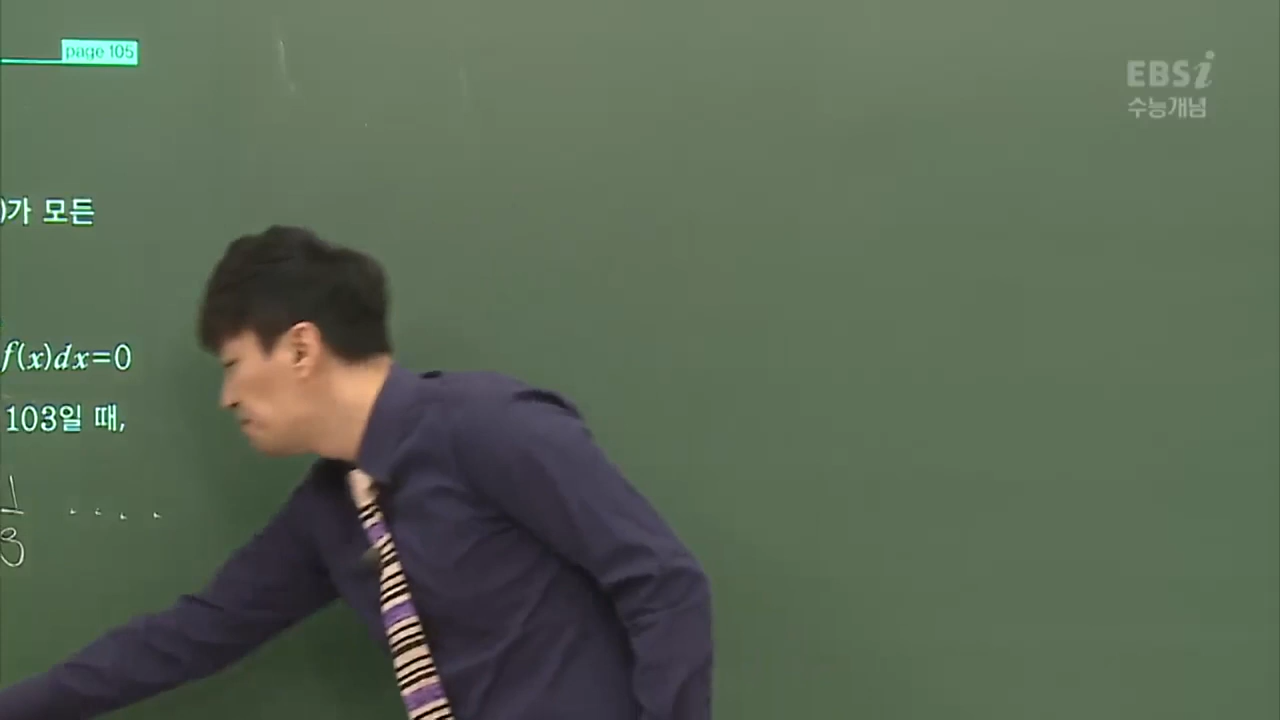 page 105
EBSi
수능개념
)가 모든
f(x)dx=0
103일 때,
1
3
....